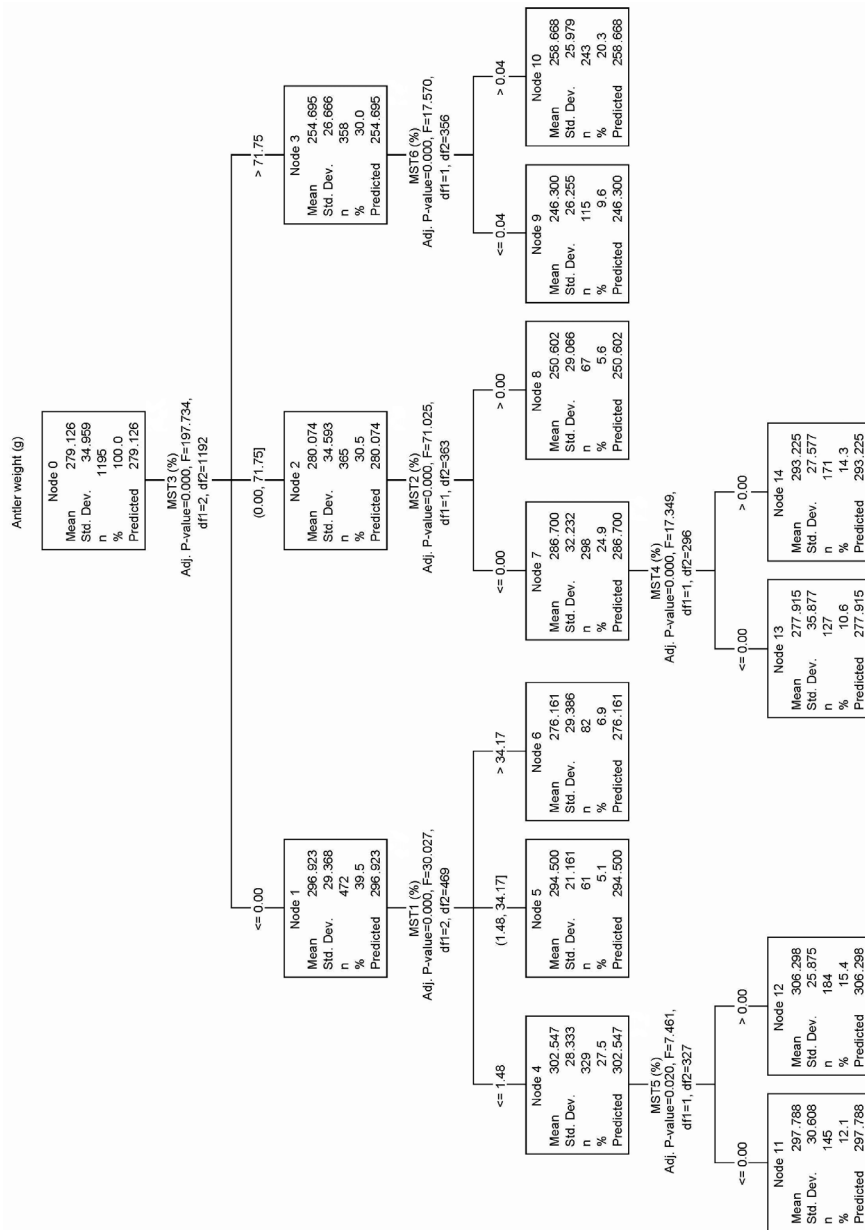 Antler weight (g)
Node 0
Mean 279.126
Std. Dev. 34.959
n 1195
% 100.0
Predicted 279.126
MST3 (%)
Adj. P-value=0.000, F=197.734,
df1=2, df2=1192
<= 0.00
(0.00, 71.75]
> 71.75
Node 1
Mean 296.923
Std. Dev. 29.368
n 472
% 39.5
Predicted 296.923
Node 2
Mean 280.074
Std. Dev. 34.593
n 365
% 30.5
Predicted 280.074
Node 3
Mean 254.695
Std. Dev. 26.666
n 358
% 30.0
Predicted 254.695
MST1 (%)
Adj. P-value=0.000, F=30.027,
df1=2, df2=469
MST2 (%)
Adj. P-value=0.000, F=71.025,
df1=1, df2=363
MST6 (%)
Adj. P-value=0.000, F=17.570,
df1=1, df2=356
<= 1.48
(1.48, 34.17]
> 34.17
<= 0.00
> 0.00
<= 0.04
> 0.04
Node 4
Mean 302.547
Std. Dev. 28.333
n 329
% 27.5
Predicted 302.547
Node 5
Mean 294.500
Std. Dev. 21.161
n 61
% 5.1
Predicted 294.500
Node 6
Mean 276.161
Std. Dev. 29.386
n 82
% 6.9
Predicted 276.161
Node 7
Mean 286.700
Std. Dev. 32.232
n 298
% 24.9
Predicted 286.700
Node 8
Mean 250.602
Std. Dev. 29.066
n 67
% 5.6
Predicted 250.602
Node 9
Mean 246.300
Std. Dev. 26.255
n 115
% 9.6
Predicted 246.300
Node 10
Mean 258.668
Std. Dev. 25.979
n 243
% 20.3
Predicted 258.668
MST5 (%)
Adj. P-value=0.020, F=7.461,
df1=1, df2=327
MST4 (%)
Adj. P-value=0.000, F=17.349,
df1=1, df2=296
<= 0.00
> 0.00
<= 0.00
> 0.00
Node 11
Mean 297.788
Std. Dev. 30.608
n 145
% 12.1
Predicted 297.788
Node 12
Mean 306.298
Std. Dev. 25.875
n 184
% 15.4
Predicted 306.298
Node 13
Mean 277.915
Std. Dev. 35.877
n 127
% 10.6
Predicted 277.915
Node 14
Mean 293.225
Std. Dev. 27.577
n 171
% 14.3
Predicted 293.225